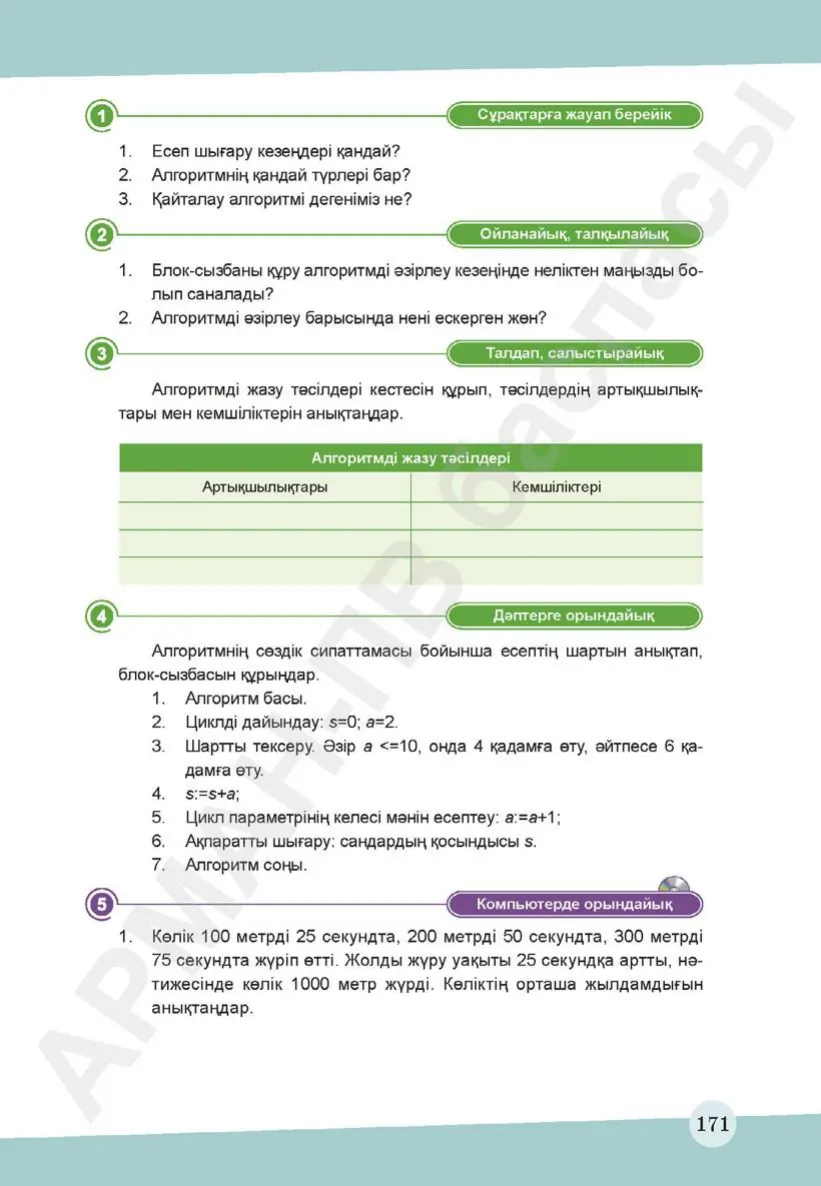 1 Сұрақтарға жауап берейік
1. Есеп шығару кезеңдері қандай?
2. Алгоритмнің қандай түрлері бар?
3. Қайталау алгоритмі дегеніміз не?
2 Ойланайық, талқылайық
1. Блок-сызбаны құру алгоритмді әзірлеу кезеңінде неліктен маңызды бо-
лып саналады?
2. Алгоритмді әзірлеу барысында нені ескерген жөн?
3 Талдап, салыстырайық
Алгоритмді жазу тәсілдері кестесін құрып, тәсілдердің артықшылық-
тары мен кемшіліктерін анықтаңдар.
Алгоритмді жазу тәсілдері
Артықшылықтары Кемшіліктері
4 Дәптерге орындайық
Алгоритмнің сөздік сипаттамасы бойынша есептің шартын анықтап,
блок-сызбасын құрыңдар.
1. Алгоритм басы.
2. Циклді дайындау: s=0; a=2.
3. Шартты тексеру. Әзір a <=10, онда 4 қадамға өту, әйтпесе 6 қа-
дамға өту.
4. s:=s+a;
5. Цикл параметрінің келесі мәнін есептеу: a:=a+1;
6. Ақпаратты шығару: сандардың қосындысы s.
7. Алгоритм соңы.
5 Компьютерде орындайық
1. Көлік 100 метрді 25 секундта, 200 метрді 50 секундта, 300 метрді
75 секундта жүріп өтті. Жолды жүру уақыты 25 секундқа артты, нә-
тижесінде көлік 1000 метр жүрді. Көліктің орташа жылдамдығын
анықтаңдар.
171
АРМАН-ПВ баспасы